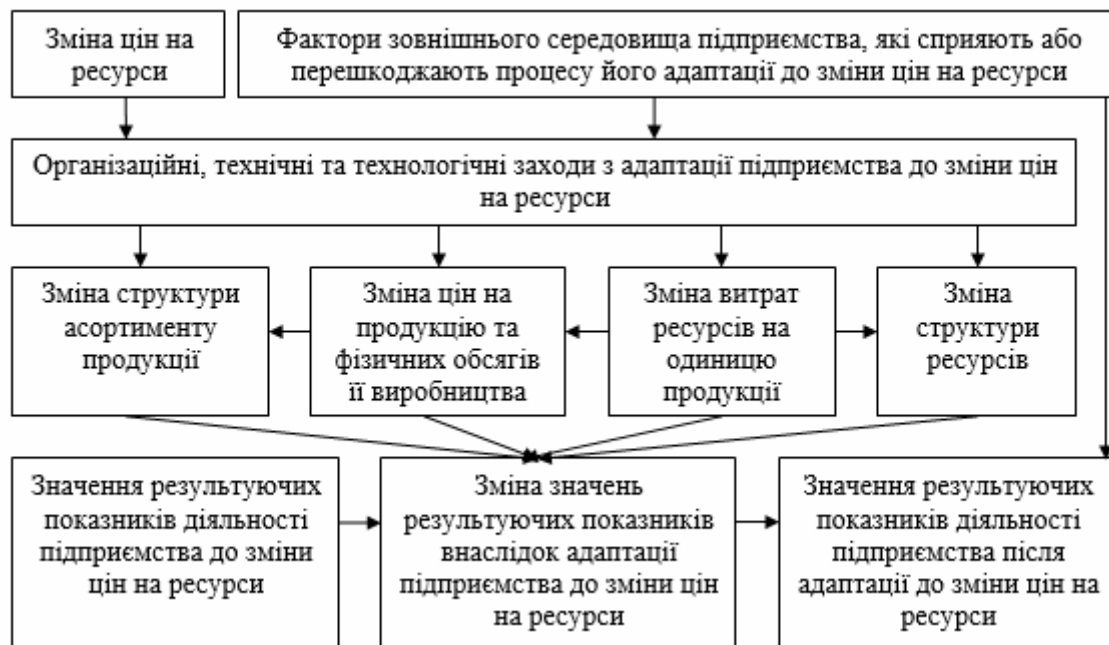 Зміна цін на
ресурси
Фактори зовнішнього середовища підприємства, які сприяють або
перешкоджають процесу його адаптації до зміни цін на ресурси
Організаційні, технічні та технологічні заходи з адаптації підприємства до зміни цін
на ресурси
Зміна структури
асортименту
продукції
Зміна цін на
продукцію та
фізичних обсягів
її виробництва
Зміна витрат
ресурсів на
одиницю
продукції
Зміна
структури
ресурсів
Значення результуючих
показників діяльності
підприємства до зміни
цін на ресурси
Зміна значень
результуючих показників
внаслідок адаптації
підприємства до зміни цін
на ресурси
Значення результуючих
показників діяльності
підприємства після
адаптації до зміни цін на
ресурси